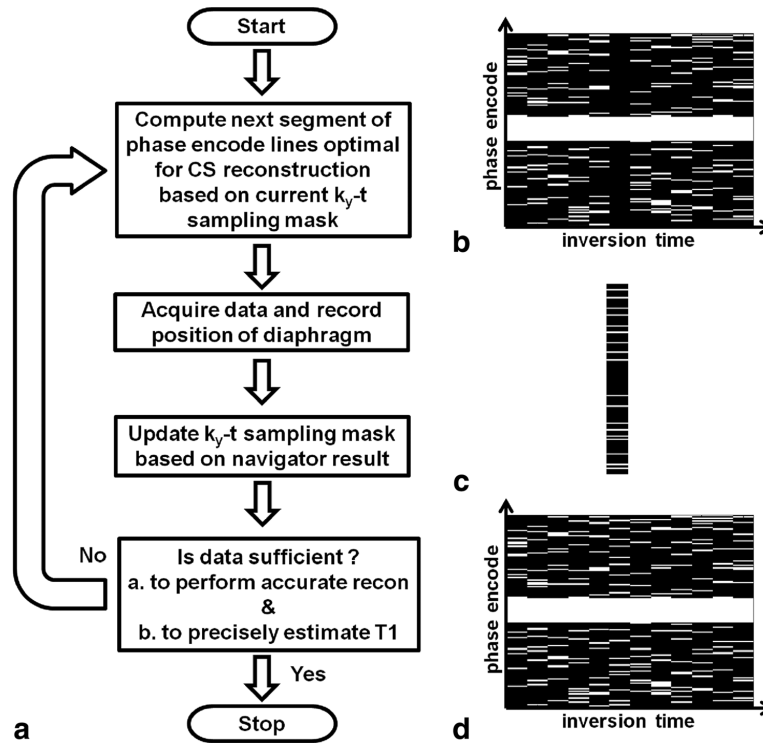 Start
Compute next segment of
phase encode lines optimal
for CS reconstruction
based on current ky-t
sampling mask
Acquire data and record
position of diaphragm
Update ky-t sampling mask
based on navigator result
No
Is data sufficient ?
a. to perform accurate recon
&
b. to precisely estimate T1
Yes
Stop
a
phase encode
inversion time
b
c
phase encode
inversion time
d